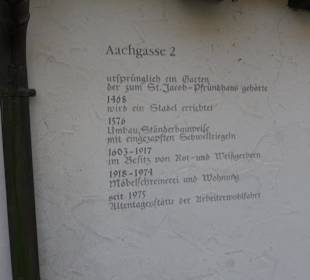 Aachgasse 2
ursprünglich ein Garten
der zum St. Jacob-Pfründhaus gehörte
1468
wird ein Stadel errichtet
1576
Umbau, Ständerbauweise
mit eingezapften Schwellriegeln
1603-1917
im Besitz von Rot- und Weißgerbern
1918-1974
Möbelschreinerei und Wohnung
seit 1975
Altentagesstätte der Arbeiterwohlfahrt